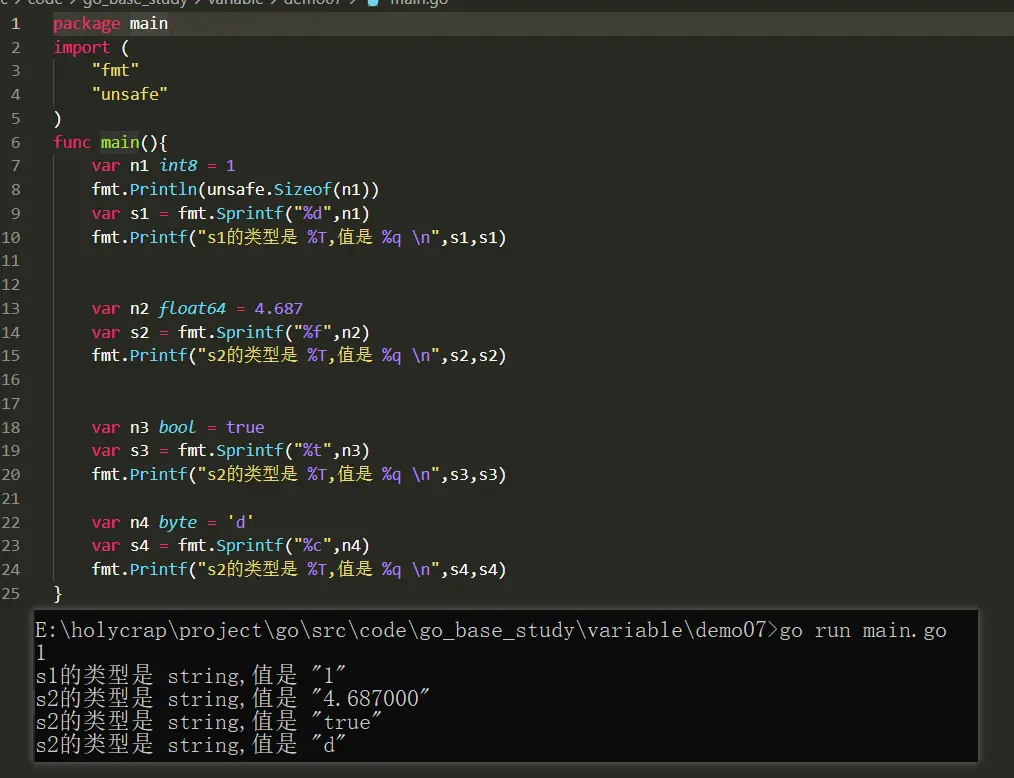 code > go_base_study > variable > demo07 > main.go
1 package main
2 import (
3 "fmt"
4 "unsafe"
5 )
6 func main(){
7 var n1 int8 = 1
8 fmt.Println(unsafe.Sizeof(n1))
9 var s1 = fmt.Sprintf("%d",n1)
10 fmt.Printf("s1的类型是 %T,值是 %q \n",s1,s1)
11
12
13 var n2 float64 = 4.687
14 var s2 = fmt.Sprintf("%f",n2)
15 fmt.Printf("s2的类型是 %T,值是 %q \n",s2,s2)
16
17
18 var n3 bool = true
19 var s3 = fmt.Sprintf("%t",n3)
20 fmt.Printf("s2的类型是 %T,值是 %q \n",s3,s3)
21
22 var n4 byte = 'd'
23 var s4 = fmt.Sprintf("%c",n4)
24 fmt.Printf("s2的类型是 %T,值是 %q \n",s4,s4)
25 }
E:\holycrap\project\go\src\code\go_base_study\variable\demo07>go run main.go
1
s1的类型是 string,值是 "1"
s2的类型是 string,值是 "4.687000"
s2的类型是 string,值是 "true"
s2的类型是 string,值是 "d"